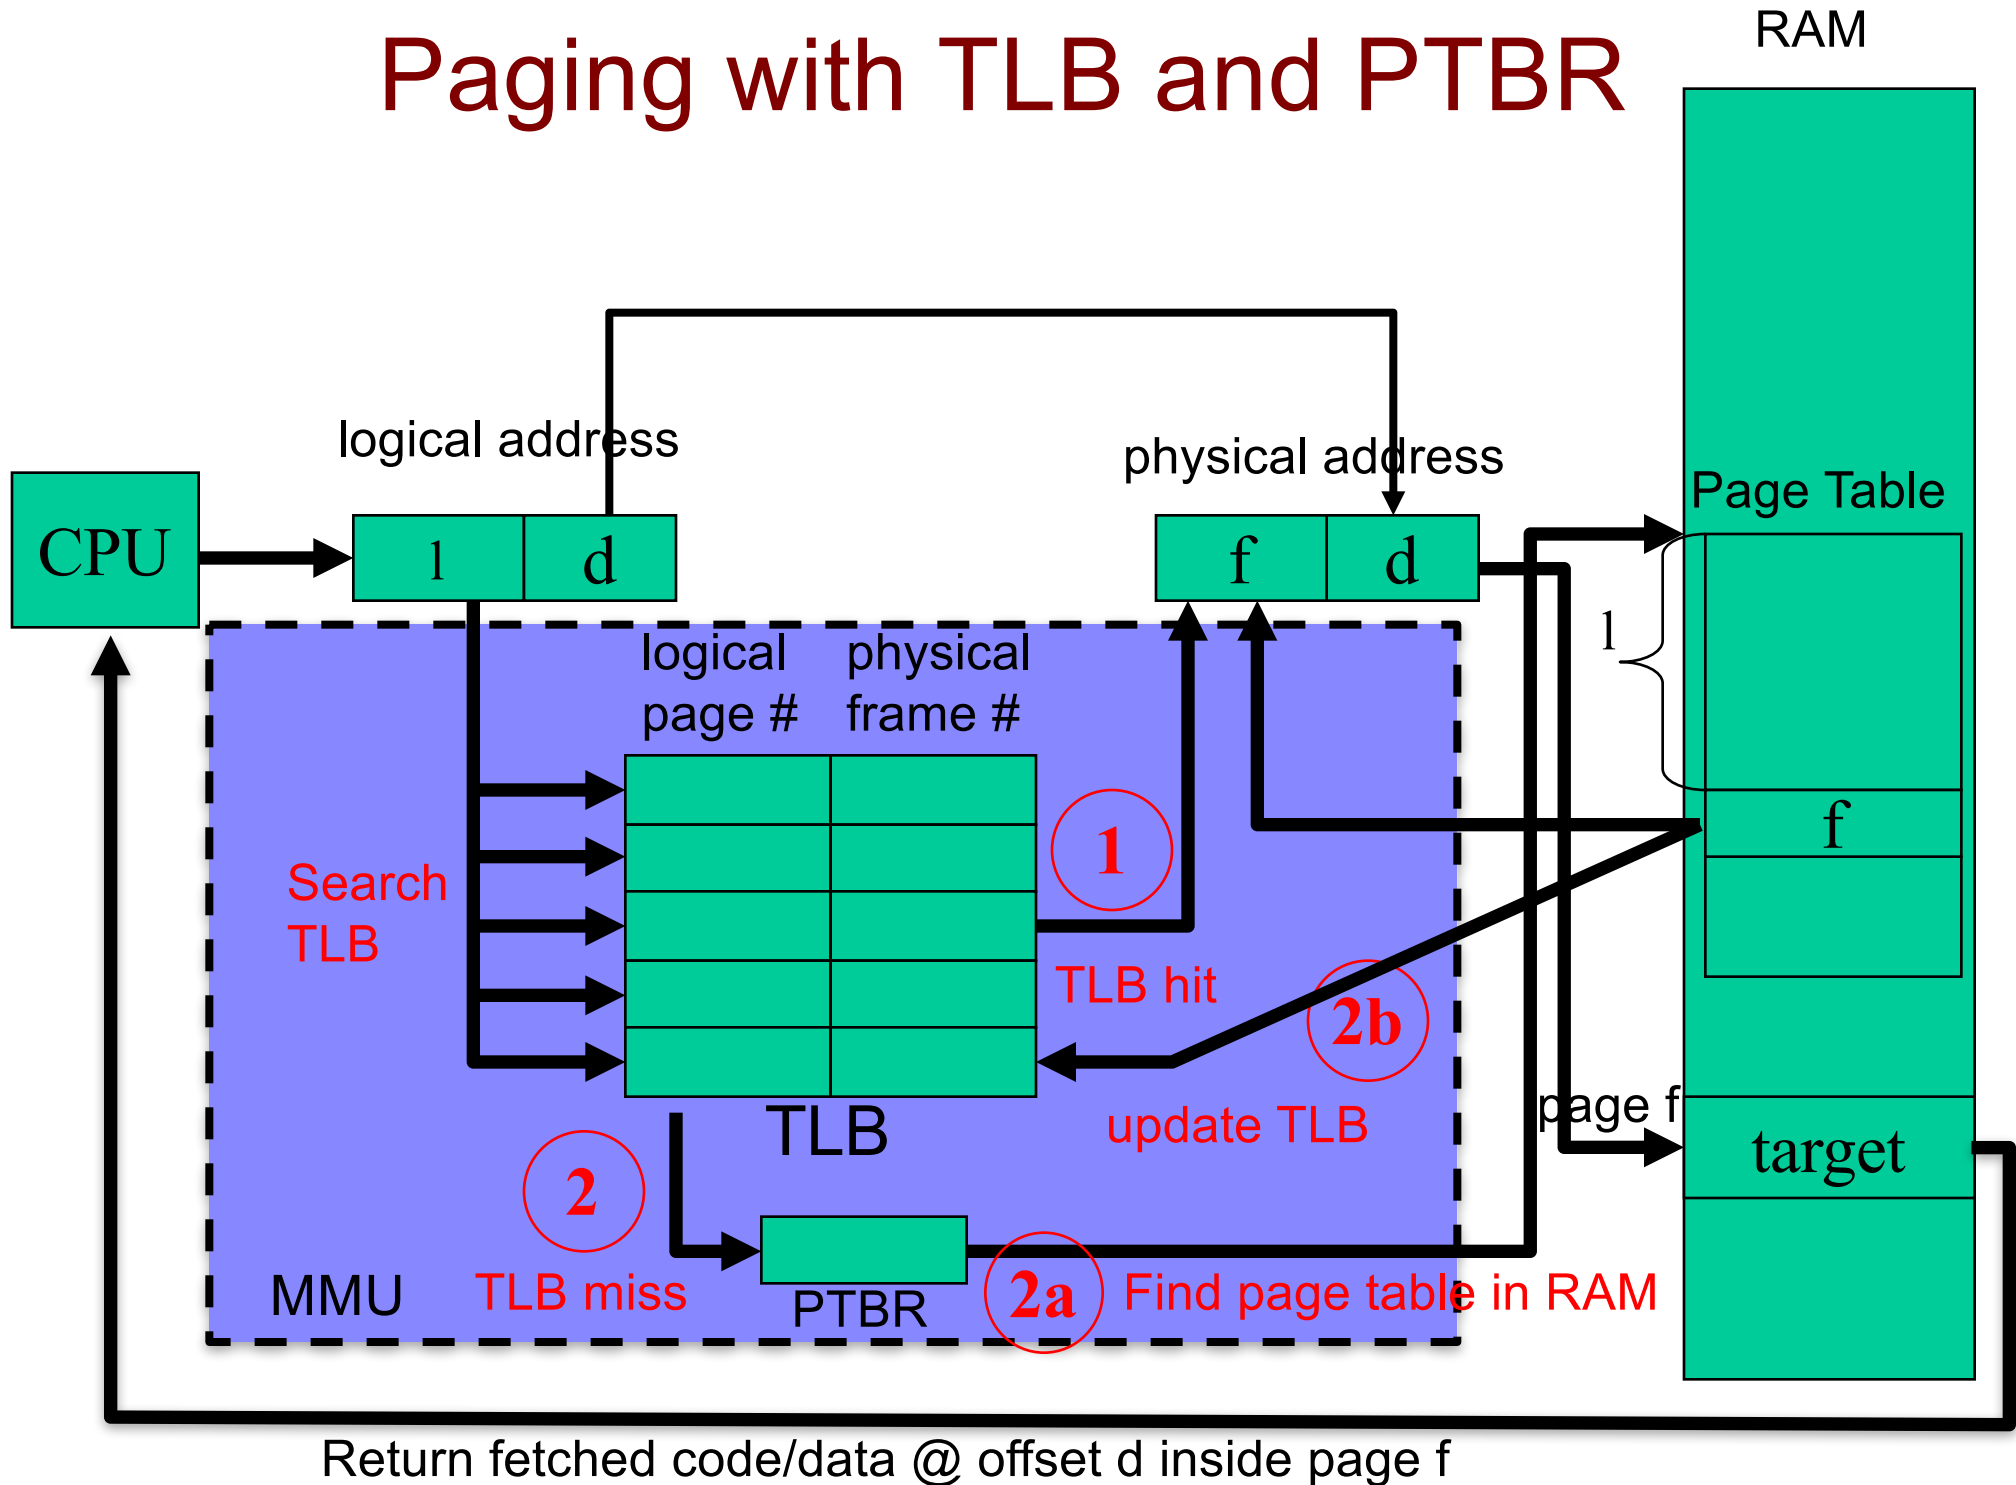 RAM
Paging with TLB and PTBR
logical address
physical address
Page Table
CPU
l
d
f
d
l
logical
page #
physical
frame #
f
1
Search
TLB
TLB hit
2b
update TLB
page f
target
TLB
2
TLB miss
MMU
PTBR
2a
Find page table in RAM
Return fetched code/data @ offset d inside page f